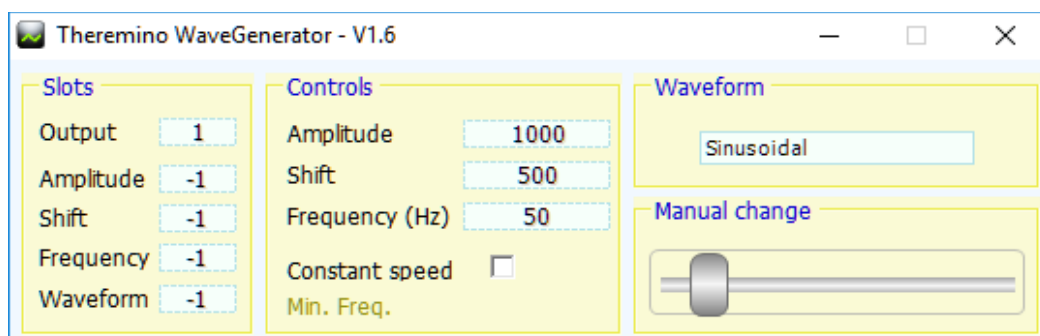 Theremino WaveGenerator - V1.6
Slots
Output 1
Amplitude -1
Shift -1
Frequency -1
Waveform -1
Controls
Amplitude 1000
Shift 500
Frequency (Hz) 50
Constant speed
Min. Freq.
Waveform
Sinusoidal
Manual change